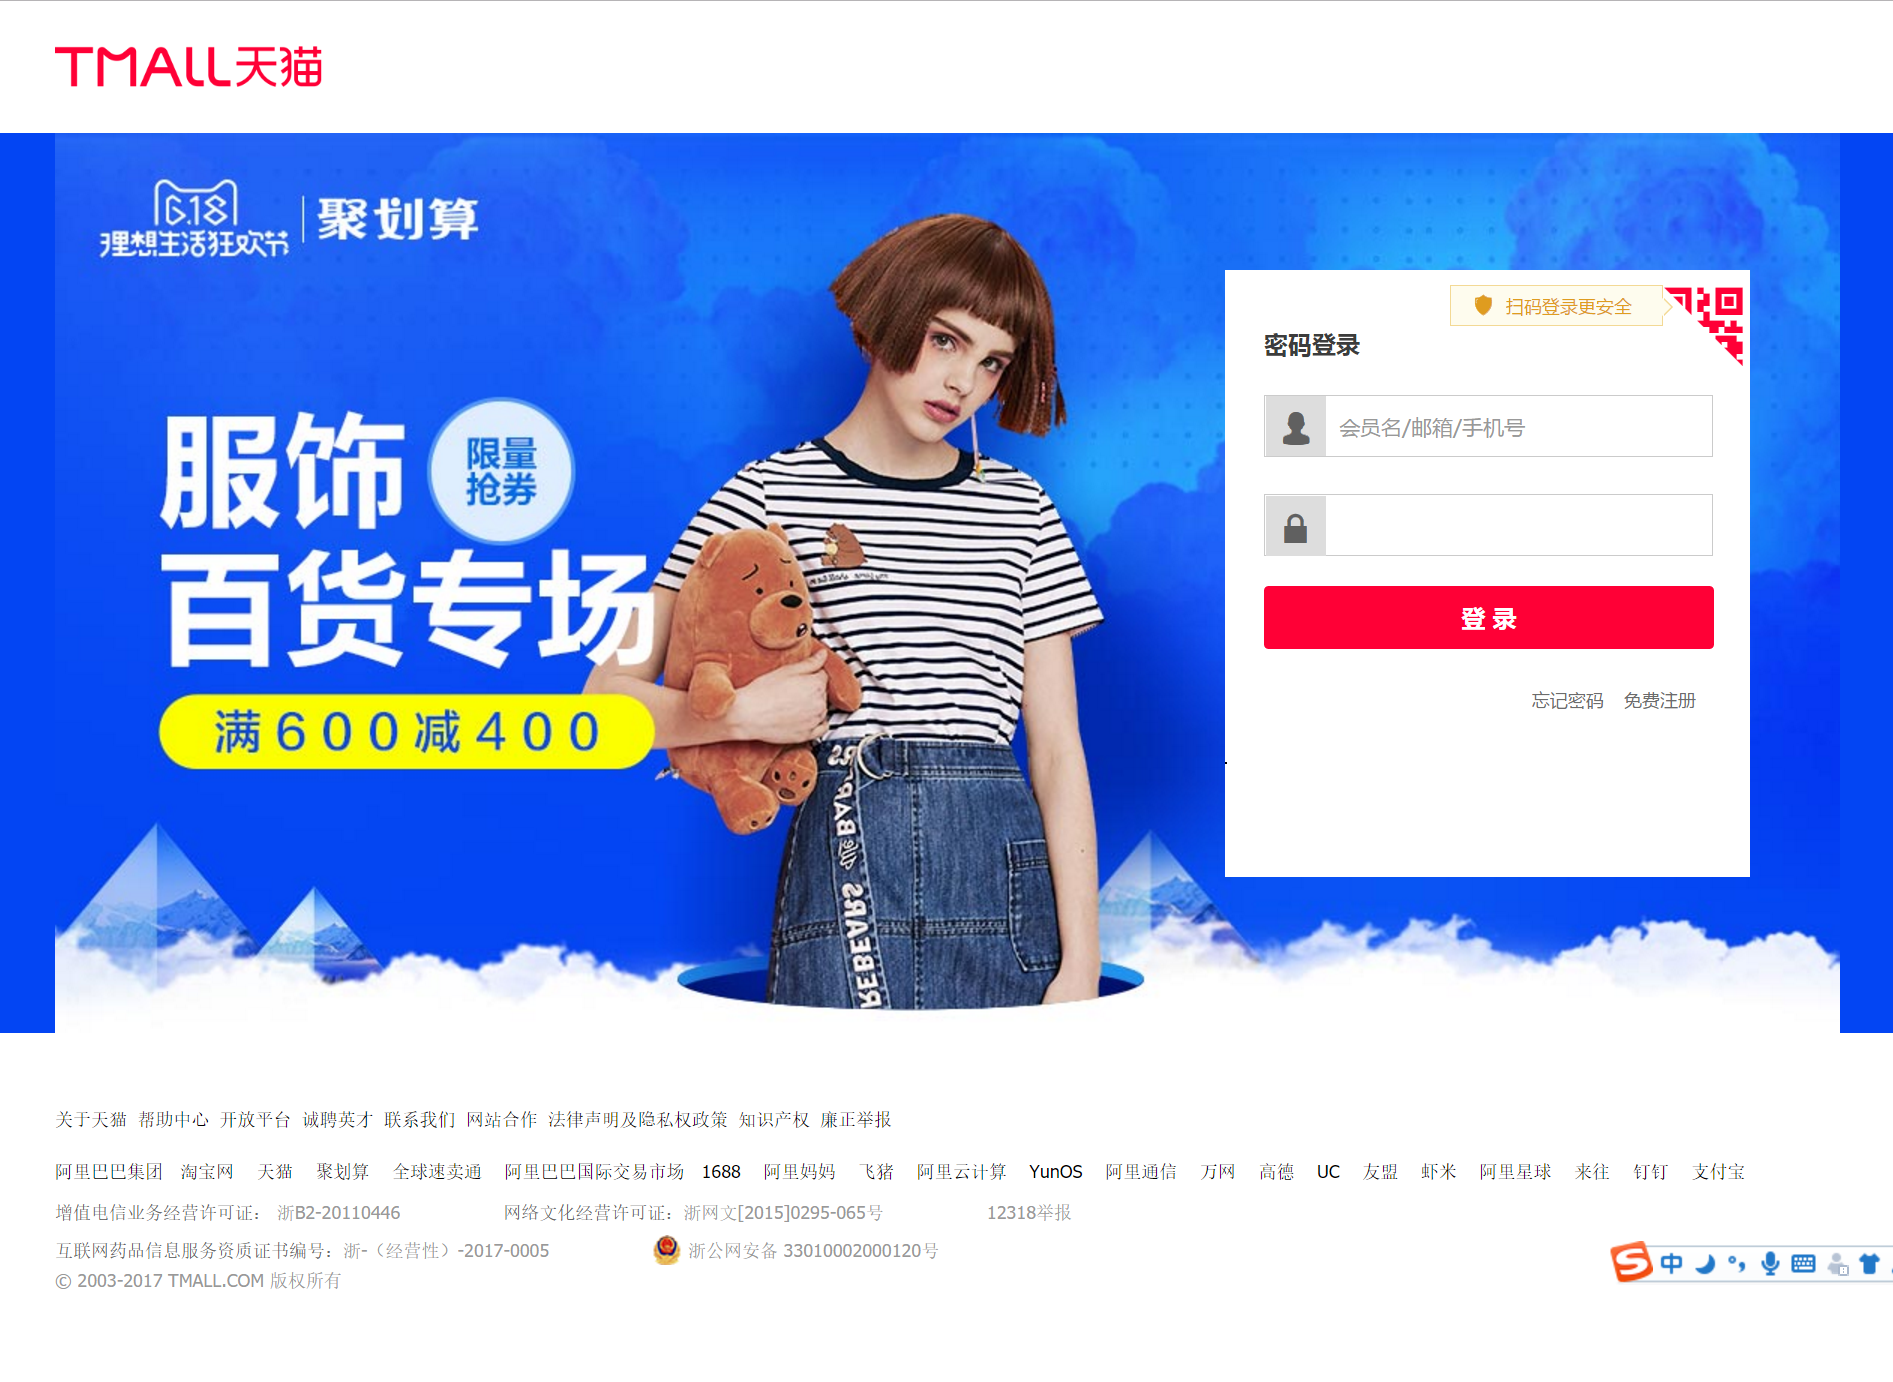 TMALL天猫
6.18
理想生活狂欢节
聚划算
服饰
限量
抢券
百货专场
满600减400
扫码登录更安全
密码登录
会员名/邮箱/手机号
登 录
忘记密码 免费注册
关于天猫 帮助中心 开放平台 诚聘英才 联系我们 网站合作 法律声明及隐私权政策 知识产权 廉正举报
阿里巴巴集团 淘宝网 天猫 聚划算 全球速卖通 阿里巴巴国际交易市场 1688 阿里妈妈 飞猪 阿里云计算 YunOS 阿里通信 万网 高德 UC 友盟 虾米 阿里星球 来往 钉钉 支付宝
增值电信业务经营许可证： 浙B2-20110446 网络文化经营许可证：浙网文[2015]0295-065号 12318举报
互联网药品信息服务资质证书编号：浙-（经营性）-2017-0005 浙公网安备 33010002000120号
© 2003-2017 TMALL.COM 版权所有
中